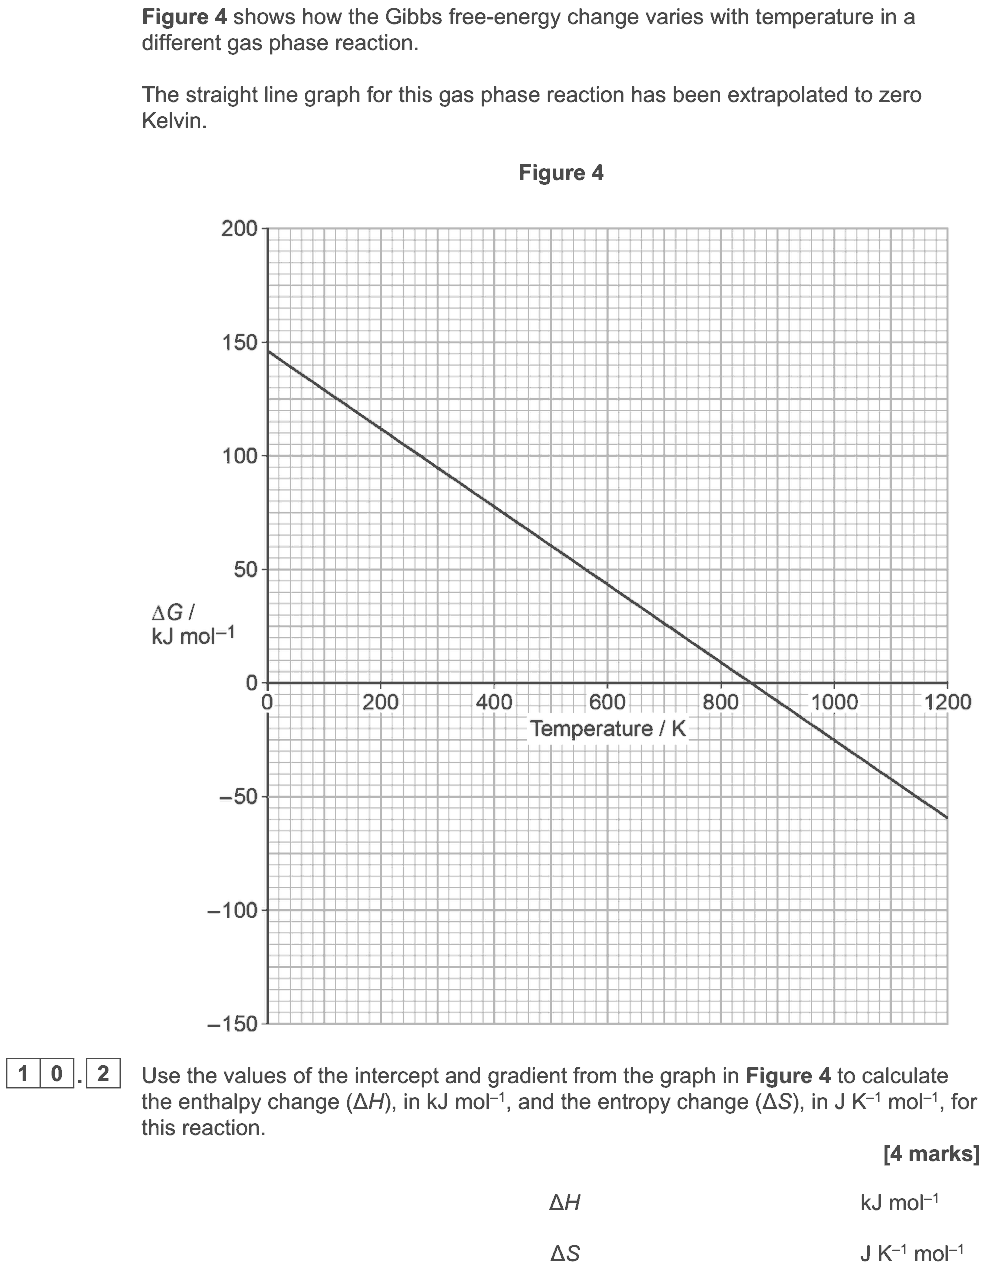 Figure 4 shows how the Gibbs free-energy change varies with temperature in a
different gas phase reaction.
The straight line graph for this gas phase reaction has been extrapolated to zero
Kelvin.
Figure 4
200
150
100
50
ΔG /
kJ mol⁻¹
0
0 200 400 600 800 1000 1200
Temperature / K
−50
−100
−150
1 0 . 2 Use the values of the intercept and gradient from the graph in Figure 4 to calculate
the enthalpy change (ΔH), in kJ mol⁻¹, and the entropy change (ΔS), in J K⁻¹ mol⁻¹, for
this reaction.
[4 marks]
ΔH kJ mol⁻¹
ΔS J K⁻¹ mol⁻¹